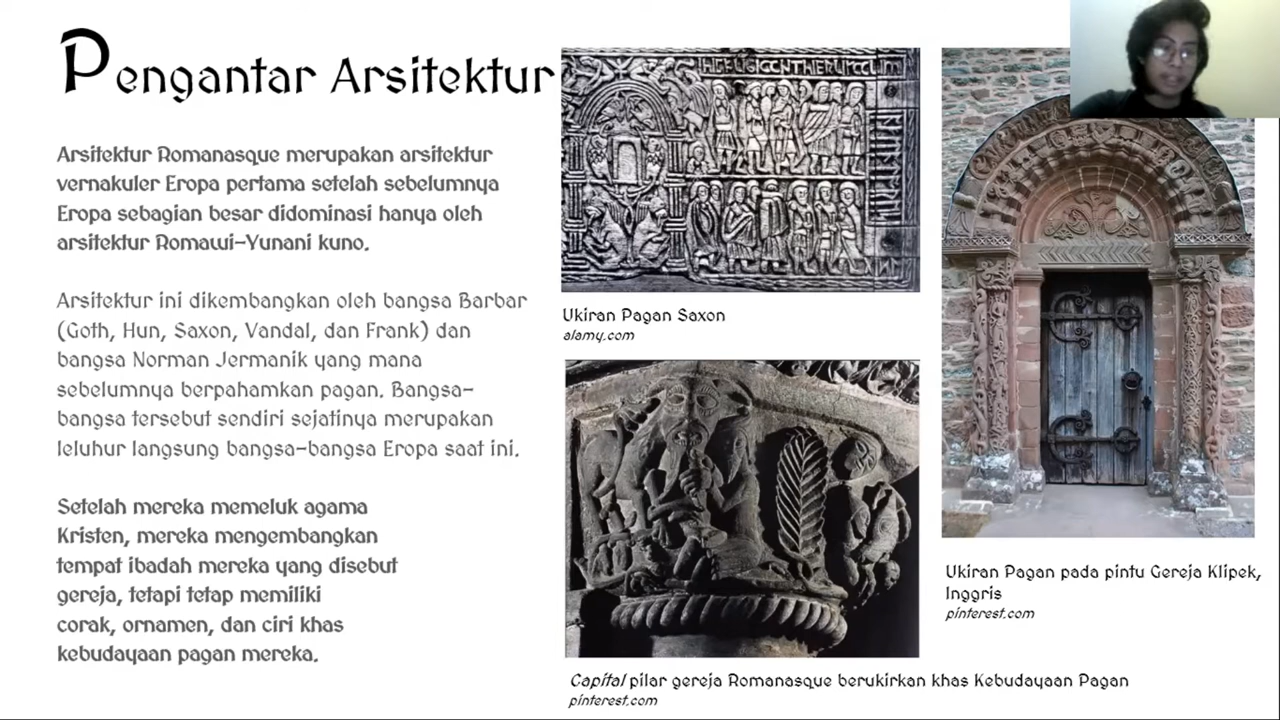 Pengantar Arsitektur
Arsitektur Romanasque merupakan arsitektur
vernakuler Eropa pertama setelah sebelumnya
Eropa sebagian besar didominasi hanya oleh
arsitektur Romawi-Yunani kuno.
Arsitektur ini dikembangkan oleh bangsa Barbar
(Goth, Hun, Saxon, Vandal, dan Frank) dan
bangsa Norman Jermanik yang mana
sebelumnya berpahamkan pagan. Bangsa-
bangsa tersebut sendiri sejatinya merupakan
leluhur langsung bangsa-bangsa Eropa saat ini.
Setelah mereka memeluk agama
Kristen, mereka mengembangkan
tempat ibadah mereka yang disebut
gereja, tetapi tetap memiliki
corak, ornamen, dan ciri khas
kebudayaan pagan mereka.
Ukiran Pagan Saxon
alamy.com
Capital pilar gereja Romanasque berukirkan khas Kebudayaan Pagan
pinterest.com
Ukiran Pagan pada pintu Gereja Klipek,
Inggris
pinterest.com